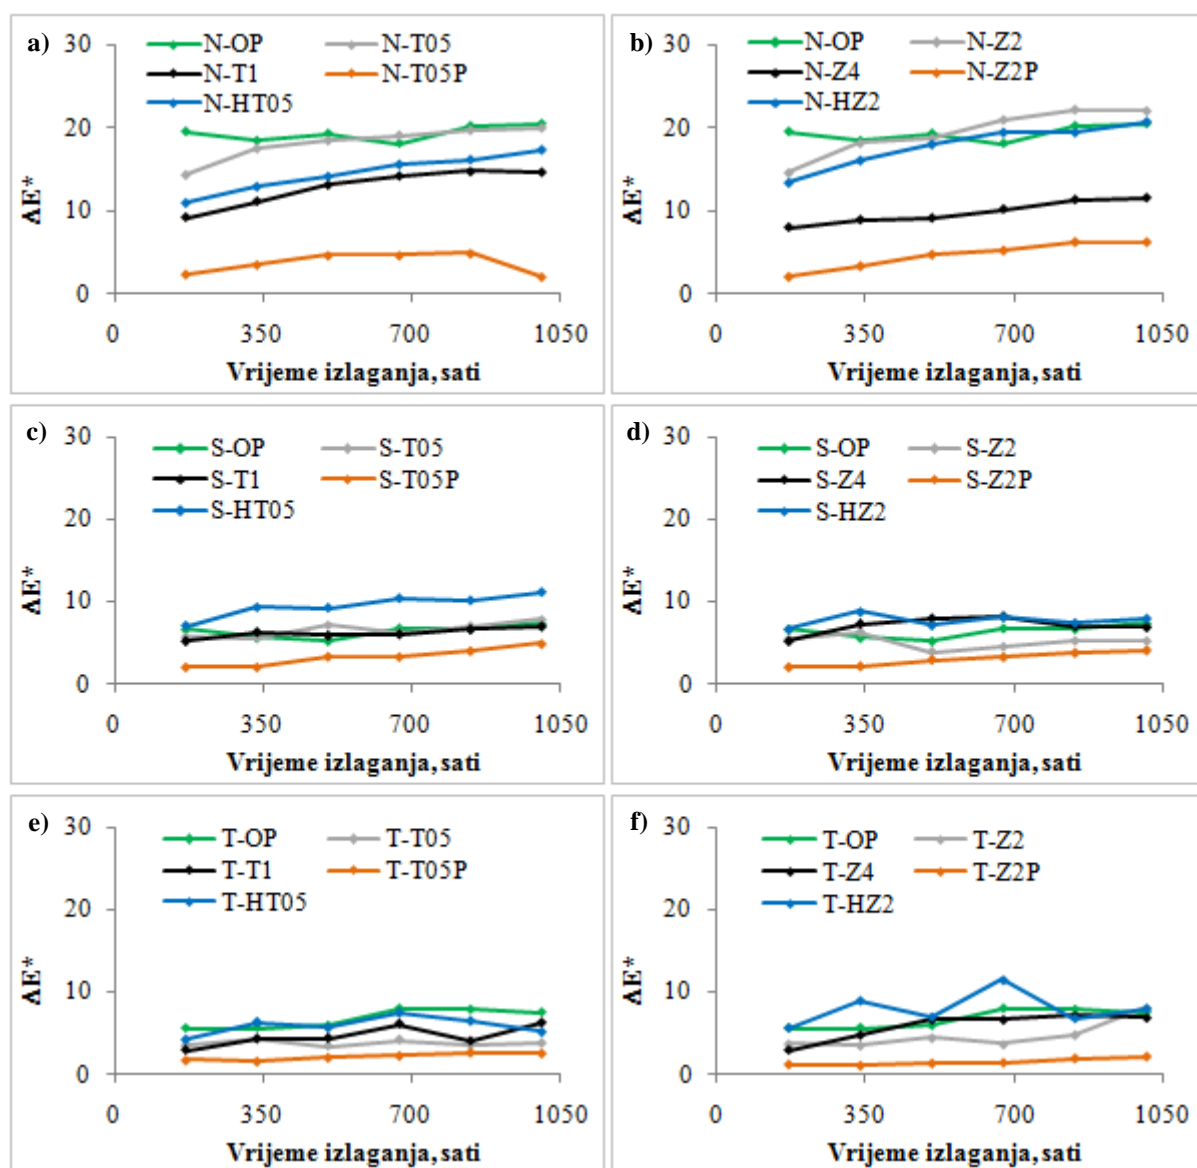 a)
N-OP N-T05
N-T1 N-T05P
N-HT05
30
20
10
0
ΔE*
0 350 700 1050
Vrijeme izlaganja, sati
b)
N-OP N-Z2
N-Z4 N-Z2P
N-HZ2
30
20
10
0
ΔE*
0 350 700 1050
Vrijeme izlaganja, sati
c)
S-OP S-T05
S-T1 S-T05P
S-HT05
30
20
10
0
ΔE*
0 350 700 1050
Vrijeme izlaganja, sati
d)
S-OP S-Z2
S-Z4 S-Z2P
S-HZ2
30
20
10
0
ΔE*
0 350 700 1050
Vrijeme izlaganja, sati
e)
T-OP T-T05
T-T1 T-T05P
T-HT05
30
20
10
0
ΔE*
0 350 700 1050
Vrijeme izlaganja, sati
f)
T-OP T-Z2
T-Z4 T-Z2P
T-HZ2
30
20
10
0
ΔE*
0 350 700 1050
Vrijeme izlaganja, sati